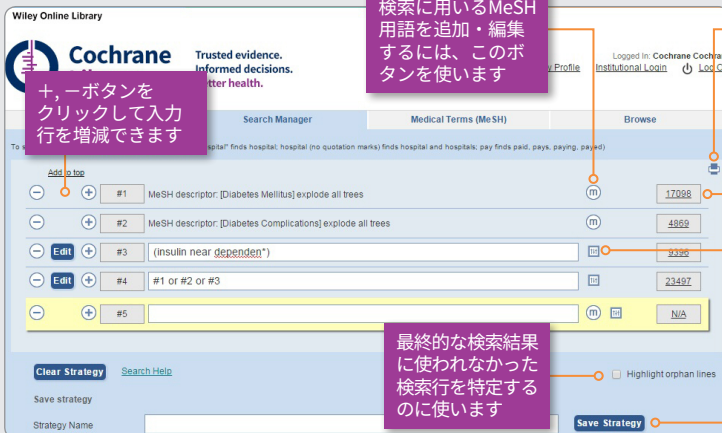 Wiley Online Library
検索に用いるMeSH
用語を追加・編集
するには、このボ
タンを使います
Cochrane
Trusted evidence.
Informed decisions.
tter health.
Logged In: Cochrane Cochra
Profile
Institutional Login
Log O
+, −ボタンを
クリックして入力
行を増減できます
Search Manager
Medical Terms (MeSH)
Browse
To s
spital" finds hospital; hospital (no quotation marks) finds hospital and hospitals; pay finds paid, pays, paying, payed)
Add to top
#1 MeSH descriptor: [Diabetes Mellitus] explode all trees m 17098
#2 MeSH descriptor: [Diabetes Complications] explode all trees m 4869
Edit #3 (insulin near dependen*) 9396
Edit #4 #1 or #2 or #3 23497
#5 m N/A
最終的な検索結果
に使われなかった
検索行を特定する
のに使います
Clear Strategy Search Help
Highlight orphan lines
Save strategy
Strategy Name
Save Strategy